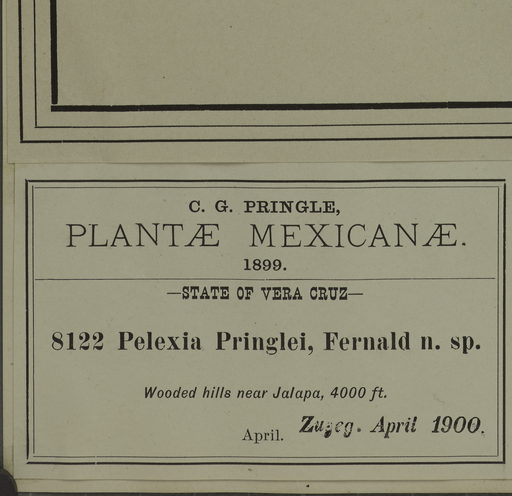 C. G. PRINGLE,
PLANTÆ MEXICANÆ.
1899.
—STATE OF VERA CRUZ—
8122 Pelexia Pringlei, Fernald n. sp.
Wooded hills near Jalapa, 4000 ft.
April. Zugeg. April 1900.